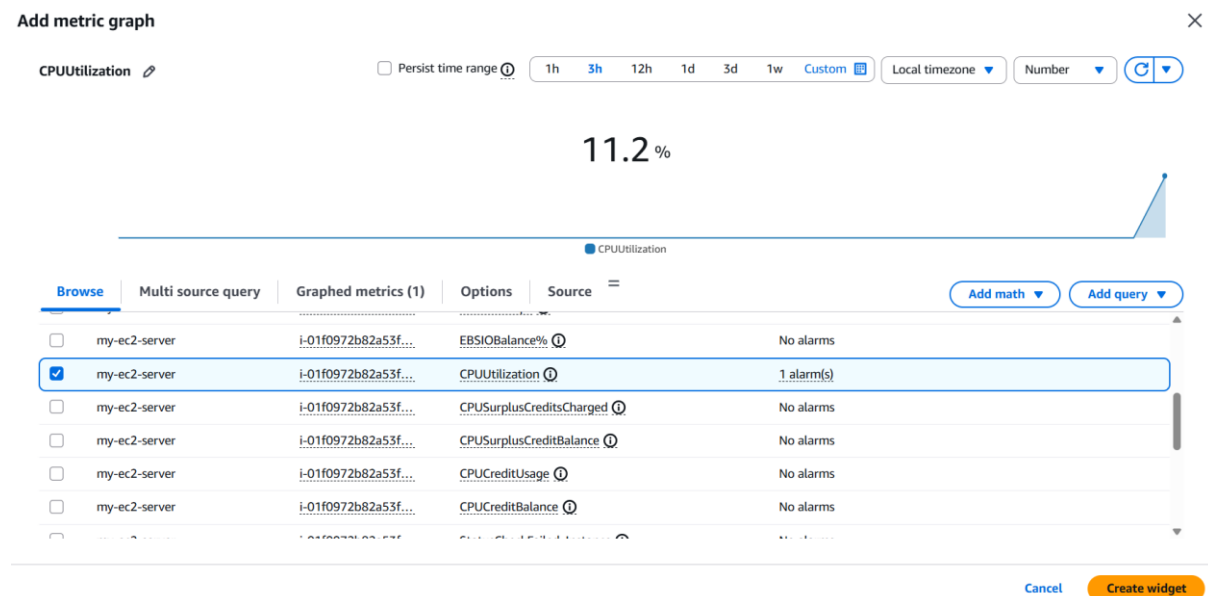 Add metric graph
CPUUtilization
Persist time range 1h 3h 12h 1d 3d 1w Custom Local timezone Number
11.2 %
CPUUtilization
Browse Multi source query Graphed metrics (1) Options Source Add math Add query
my-ec2-server i-01f0972b82a53f... EBSIOBalance% No alarms
my-ec2-server i-01f0972b82a53f... CPUUtilization 1 alarm(s)
my-ec2-server i-01f0972b82a53f... CPUSurplusCreditsCharged No alarms
my-ec2-server i-01f0972b82a53f... CPUSurplusCreditBalance No alarms
my-ec2-server i-01f0972b82a53f... CPUCreditUsage No alarms
my-ec2-server i-01f0972b82a53f... CPUCreditBalance No alarms
Cancel Create widget